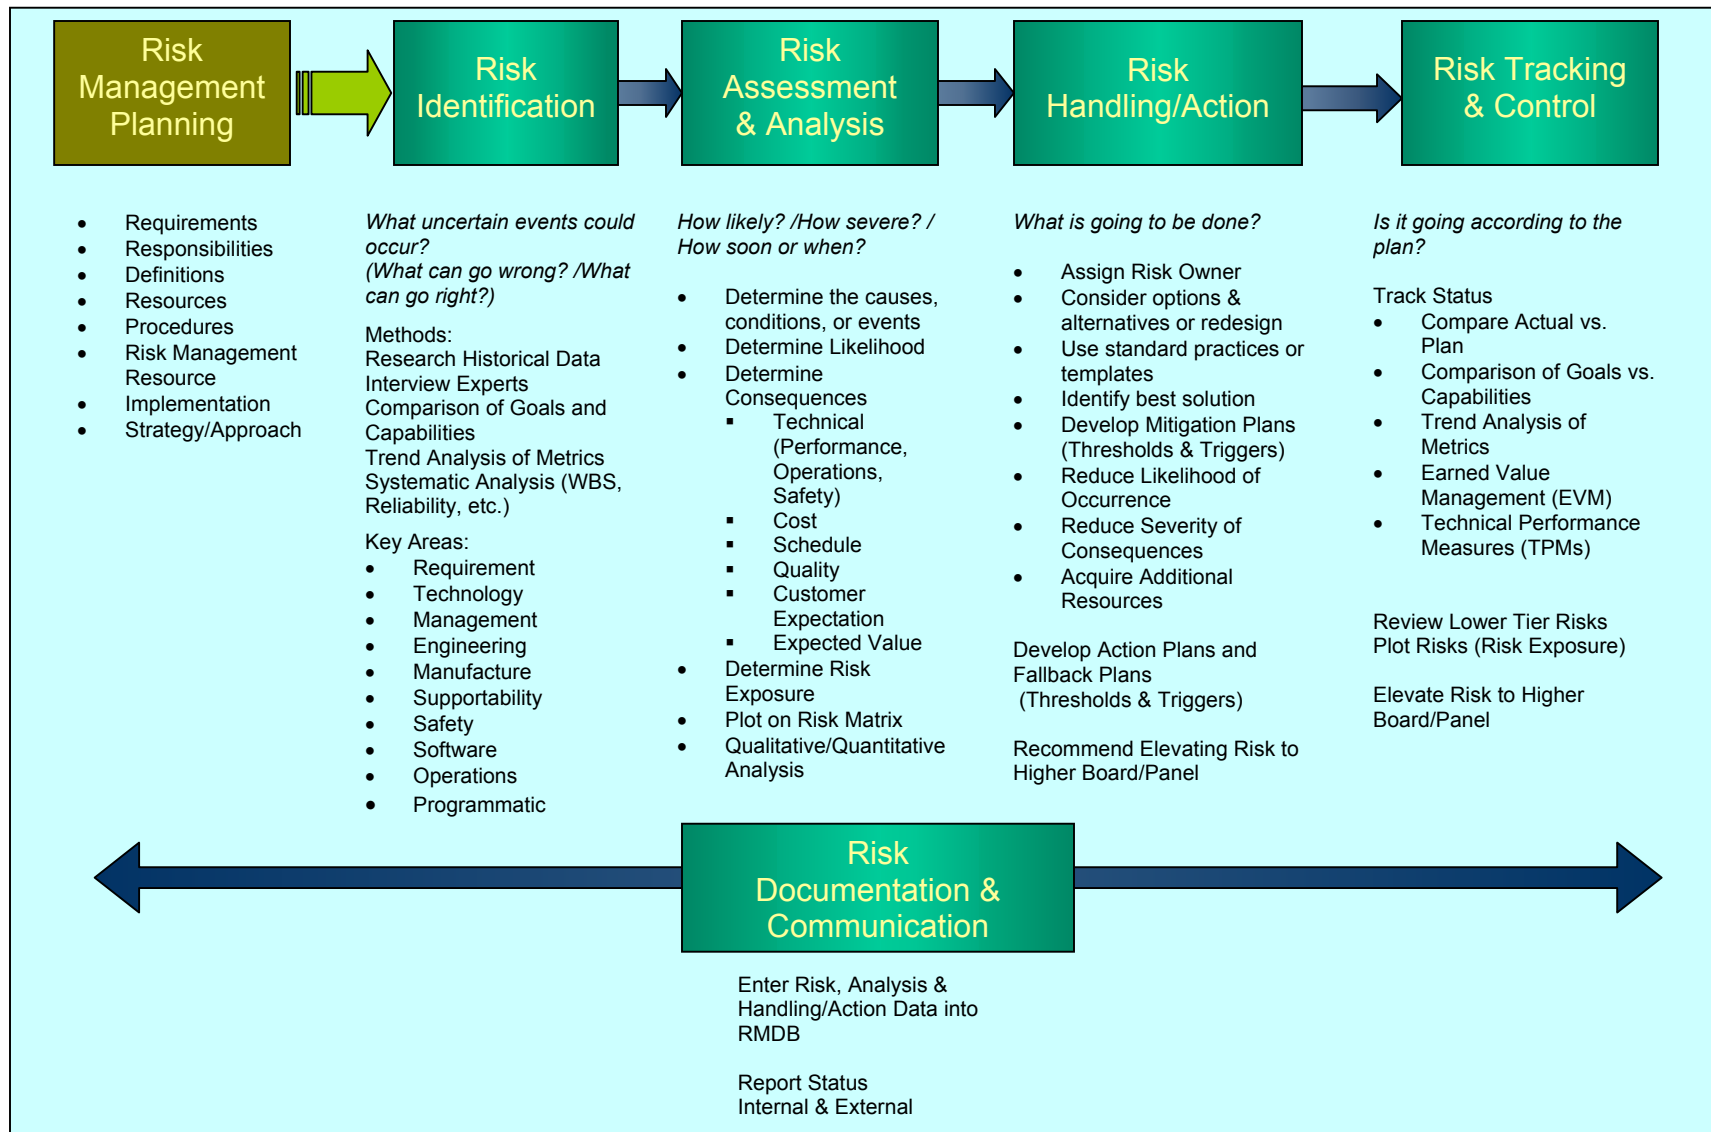 Risk
Management
Planning
Risk
Identification
Risk
Assessment
& Analysis
Risk
Handling/Action
Risk Tracking
& Control
• Requirements
• Responsibilities
• Definitions
• Resources
• Procedures
• Risk Management
Resource
• Implementation
• Strategy/Approach
What uncertain events could
occur?
(What can go wrong? /What
can go right?)
Methods:
Research Historical Data
Interview Experts
Comparison of Goals and
Capabilities
Trend Analysis of Metrics
Systematic Analysis (WBS,
Reliability, etc.)
Key Areas:
• Requirement
• Technology
• Management
• Engineering
• Manufacture
• Supportability
• Safety
• Software
• Operations
• Programmatic
How likely? /How severe? /
How soon or when?
• Determine the causes,
conditions, or events
• Determine Likelihood
• Determine
Consequences
▪ Technical
(Performance,
Operations,
Safety)
▪ Cost
▪ Schedule
▪ Quality
▪ Customer
Expectation
▪ Expected Value
• Determine Risk
Exposure
• Plot on Risk Matrix
• Qualitative/Quantitative
Analysis
What is going to be done?
• Assign Risk Owner
• Consider options &
alternatives or redesign
• Use standard practices or
templates
• Identify best solution
• Develop Mitigation Plans
(Thresholds & Triggers)
• Reduce Likelihood of
Occurrence
• Reduce Severity of
Consequences
• Acquire Additional
Resources
Develop Action Plans and
Fallback Plans
(Thresholds & Triggers)
Recommend Elevating Risk to
Higher Board/Panel
Is it going according to the
plan?
Track Status
• Compare Actual vs.
Plan
• Comparison of Goals vs.
Capabilities
• Trend Analysis of
Metrics
• Earned Value
Management (EVM)
• Technical Performance
Measures (TPMs)
Review Lower Tier Risks
Plot Risks (Risk Exposure)
Elevate Risk to Higher
Board/Panel
Risk
Documentation &
Communication
Enter Risk, Analysis &
Handling/Action Data into
RMDB
Report Status
Internal & External